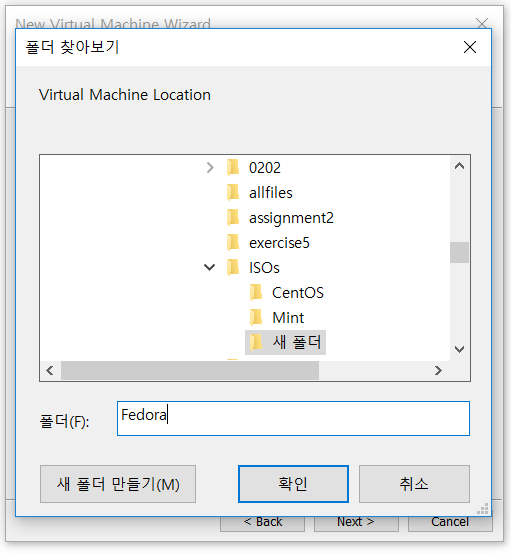 New Virtual Machine Wizard
폴더 찾아보기
Virtual Machine Location
0202
allfiles
assignment2
exercise5
ISOs
CentOS
Mint
새 폴더
폴더(F):
Fedora
새 폴더 만들기(M)
확인
취소
< Back
Next >
Cancel